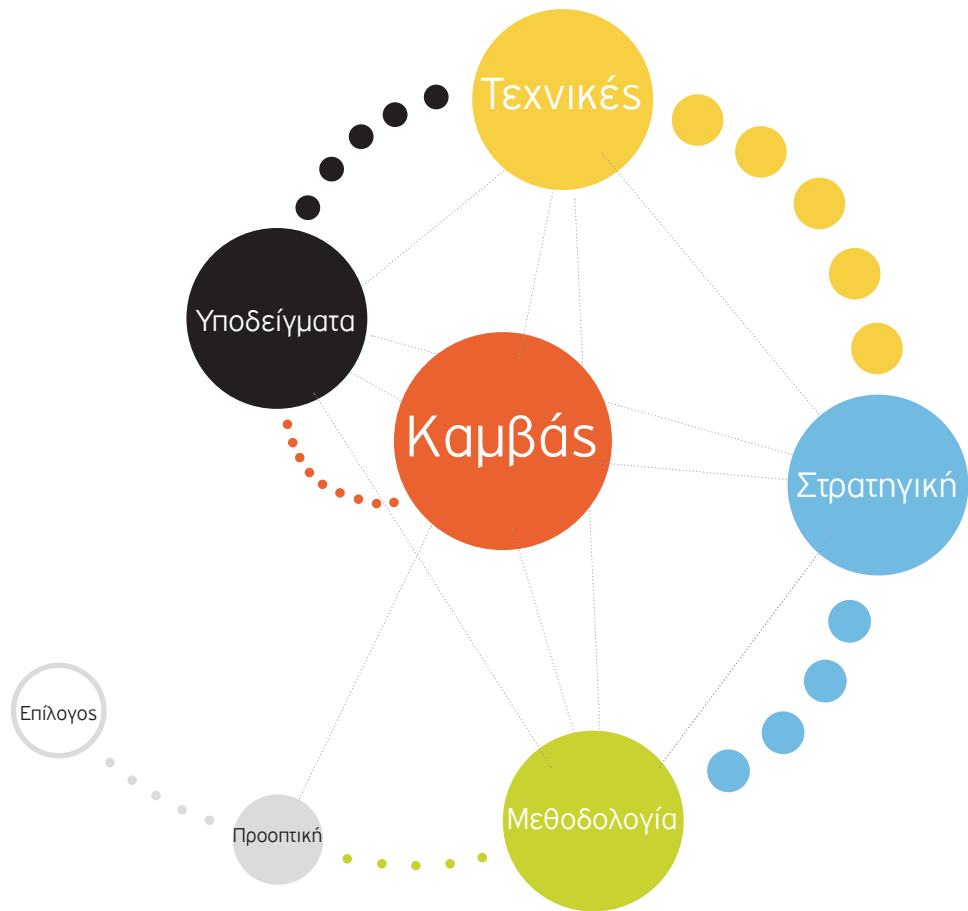 Τεχνικές
Υποδείγματα
Καμβάς
Στρατηγική
Επίλογος
Μεθοδολογία
Προοπτική